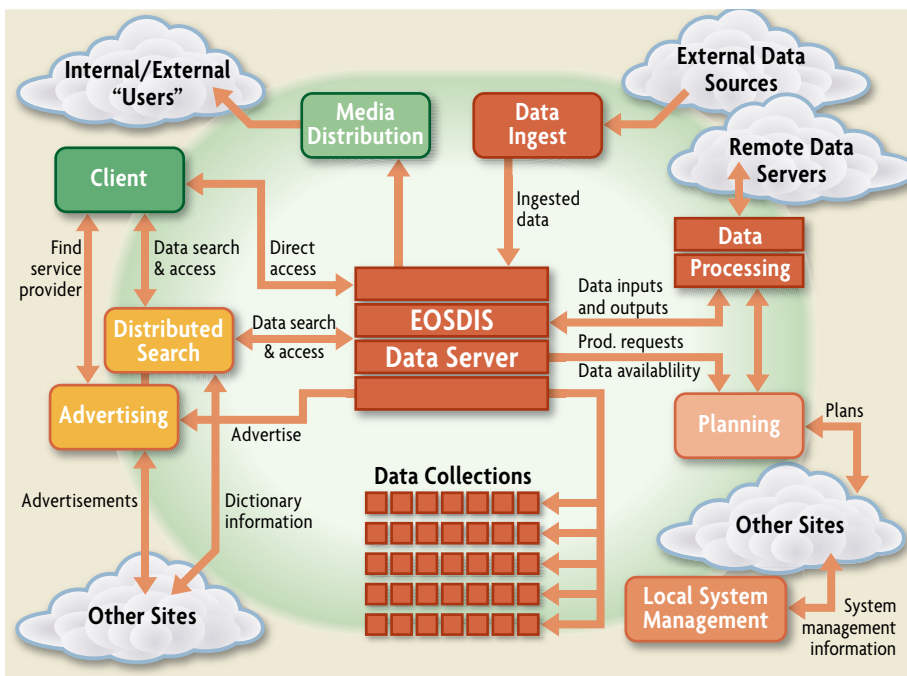 Internal/External
“Users”
Media
Distribution
Data
Ingest
External Data
Sources
Remote Data
Servers
Client
Ingested
data
Data
Processing
Find
service
provider
Data search
& access
Direct
access
Data inputs
and outputs
EOSDIS
Data Server
Distributed
Search
Data search
& access
Prod. requests
Data availablility
Advertising
Advertise
Planning
Plans
Data Collections
Advertisements
Dictionary
information
Other Sites
Other Sites
Local System
Management
System
management
information